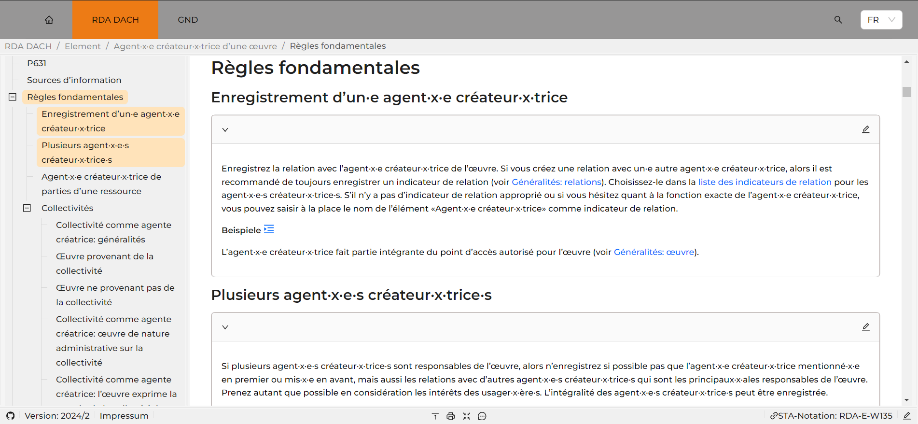 RDA DACH GND FR
RDA DACH / Element / Agent·x·e créateur·x·trice d'une œuvre / Règles fondamentales
P631
Sources d'information
Règles fondamentales
Enregistrement d'un·e agent·x·e
créateur·x·trice
Plusieurs agent·x·e·s
créateur·x·trice·s
Agent·x·e créateur·x·trice de
parties d'une ressource
Collectivités
Collectivité comme agente
créatrice: généralités
Œuvre provenant de la
collectivité
Œuvre ne provenant pas de
la collectivité
Collectivité comme agente
créatrice: œuvre de nature
administrative sur la
collectivité
Collectivité comme agente
créatrice: l'œuvre exprime la
Règles fondamentales
Enregistrement d'un·e agent·x·e créateur·x·trice
Enregistrez la relation avec l'agent·x·e créateur·x·trice de l'œuvre. Si vous créez une relation avec un·e autre agent·x·e créateur·x·trice, alors il est
recommandé de toujours enregistrer un indicateur de relation (voir Généralités: relations). Choisissez-le dans la liste des indicateurs de relation pour les
agent·x·e·s créateur·x·trice·s. S'il n'y a pas d'indicateur de relation approprié ou si vous hésitez quant à la fonction exacte de l'agent·x·e créateur·x·trice,
vous pouvez saisir à la place le nom de l'élément «Agent·x·e créateur·x·trice» comme indicateur de relation.
Beispiele
L'agent·x·e créateur·x·trice fait partie intégrante du point d'accès autorisé pour l'œuvre (voir Généralités: œuvre).
Plusieurs agent·x·e·s créateur·x·trice·s
Si plusieurs agent·x·e·s créateur·x·trice·s sont responsables de l'œuvre, alors n'enregistrez si possible pas que l'agent·x·e créateur·x·trice mentionné·x·e
en premier ou mis·x·e en avant, mais aussi les relations avec d'autres agent·x·e·s créateur·x·trice·s qui sont les principaux·x·ales responsables de l'œuvre.
Prenez autant que possible en considération les intérêts des usager·x·ère·s. L'intégralité des agent·x·e·s créateur·x·trice·s peut être enregistrée.
Version: 2024/2 Impressum STA-Notation: RDA-E-W135